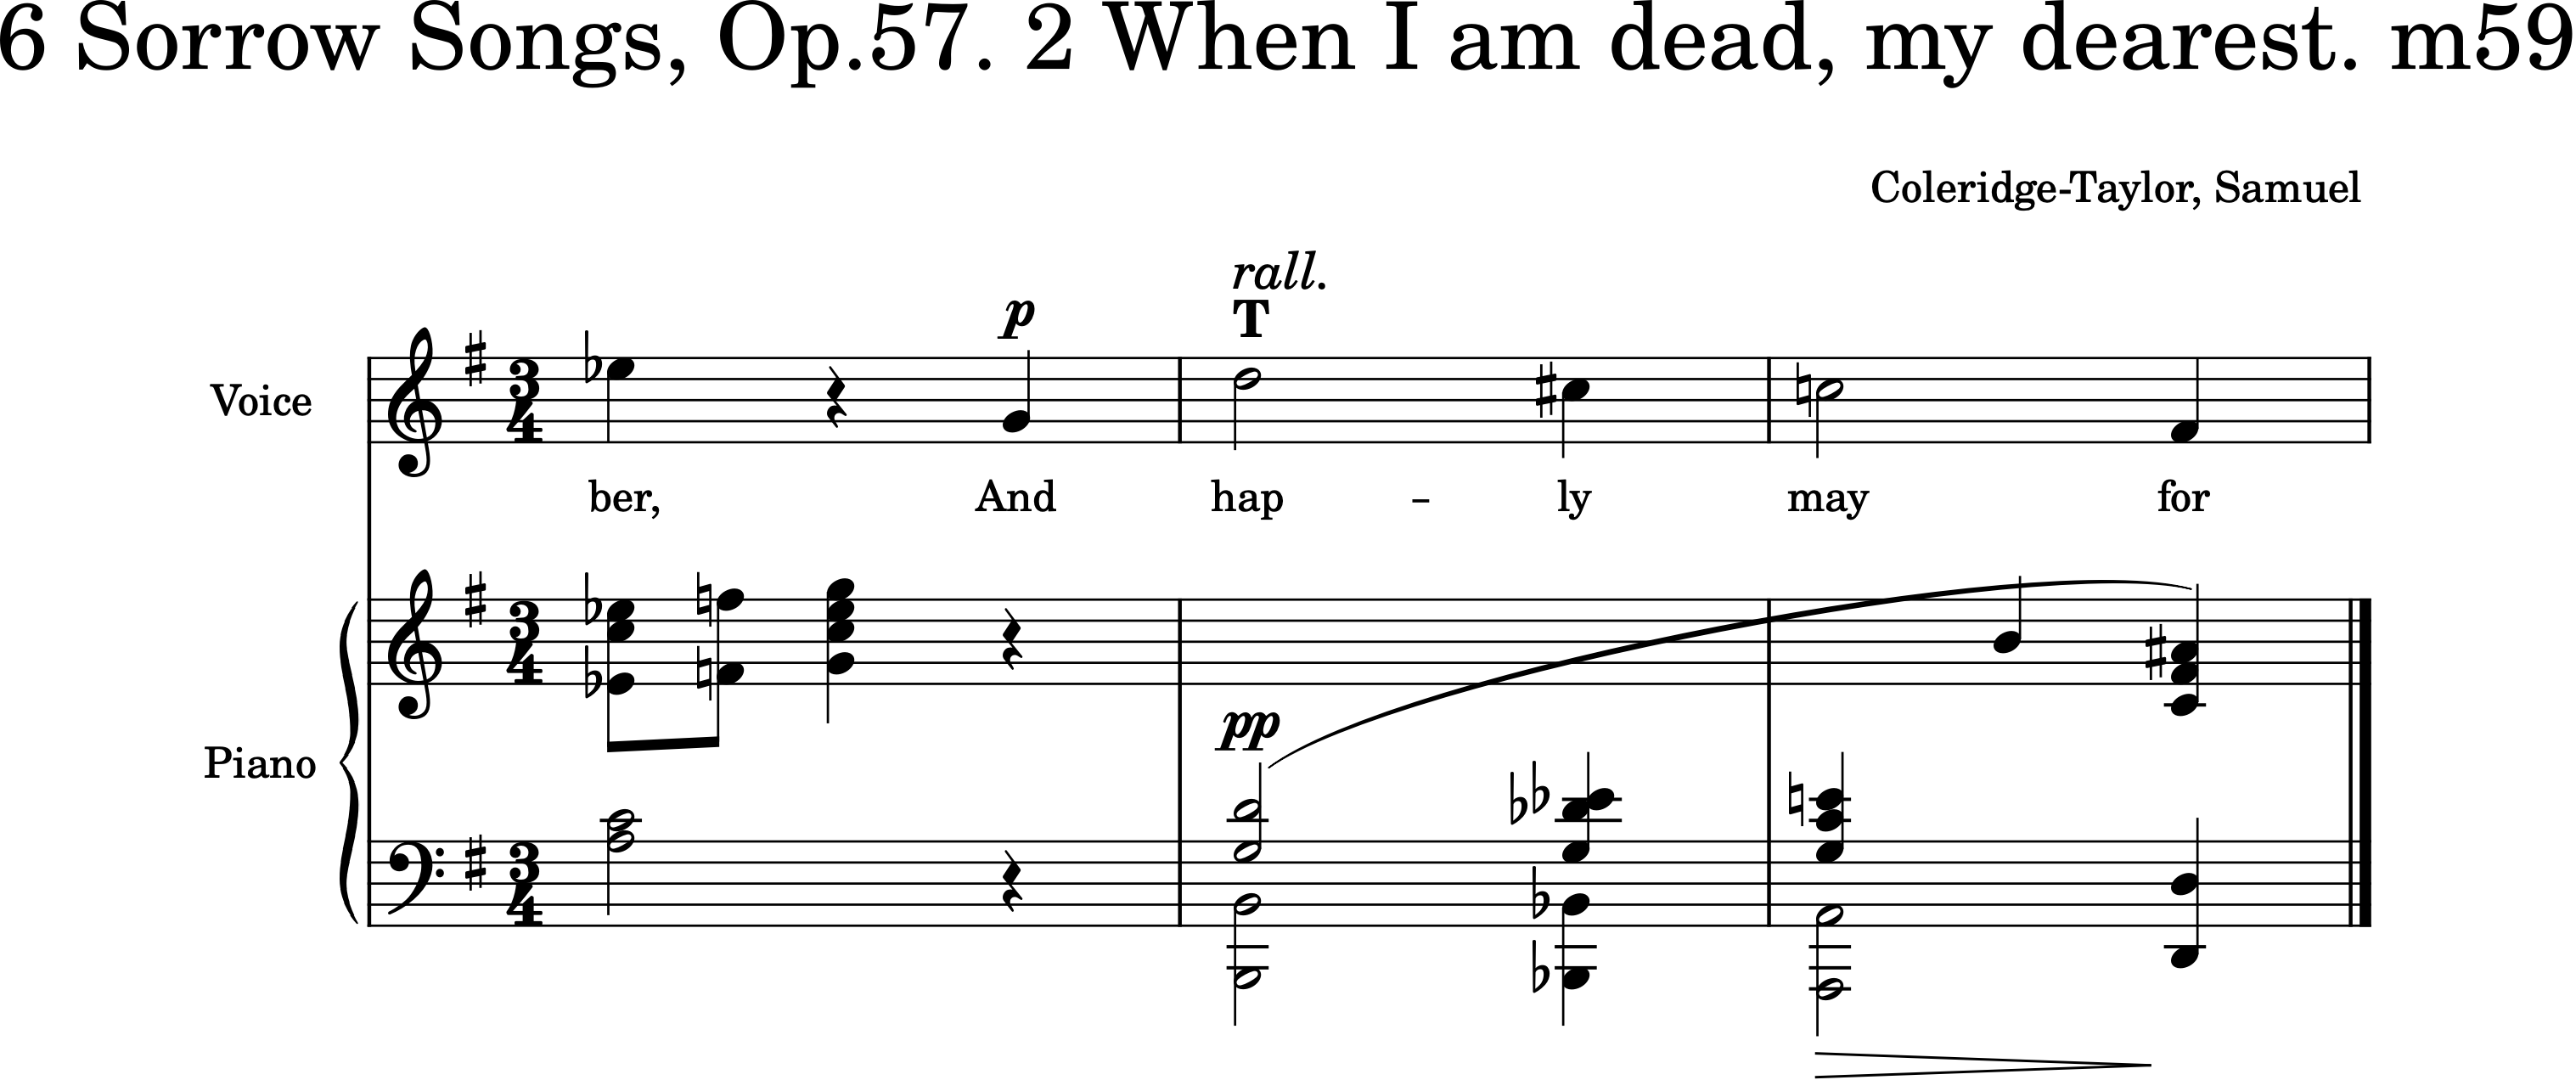 6 Sorrow Songs, Op.57. 2 When I am dead, my dearest. m59
Coleridge-Taylor, Samuel
rall.
p
T
Voice
ber, And hap - ly may for
pp
Piano